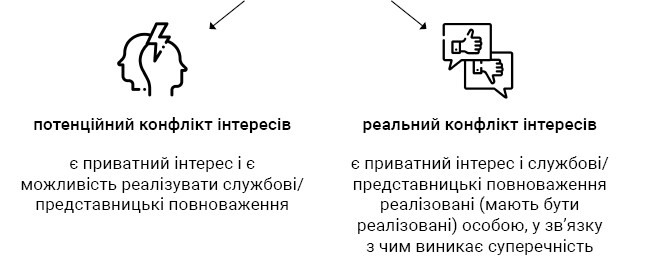 потенційний конфлікт інтересів
є приватний інтерес і є
можливість реалізувати службові/
представницькі повноваження
реальний конфлікт інтересів
є приватний інтерес і службові/
представницькі повноваження
реалізовані (мають бути
реалізовані) особою, у зв’язку
з чим виникає суперечність